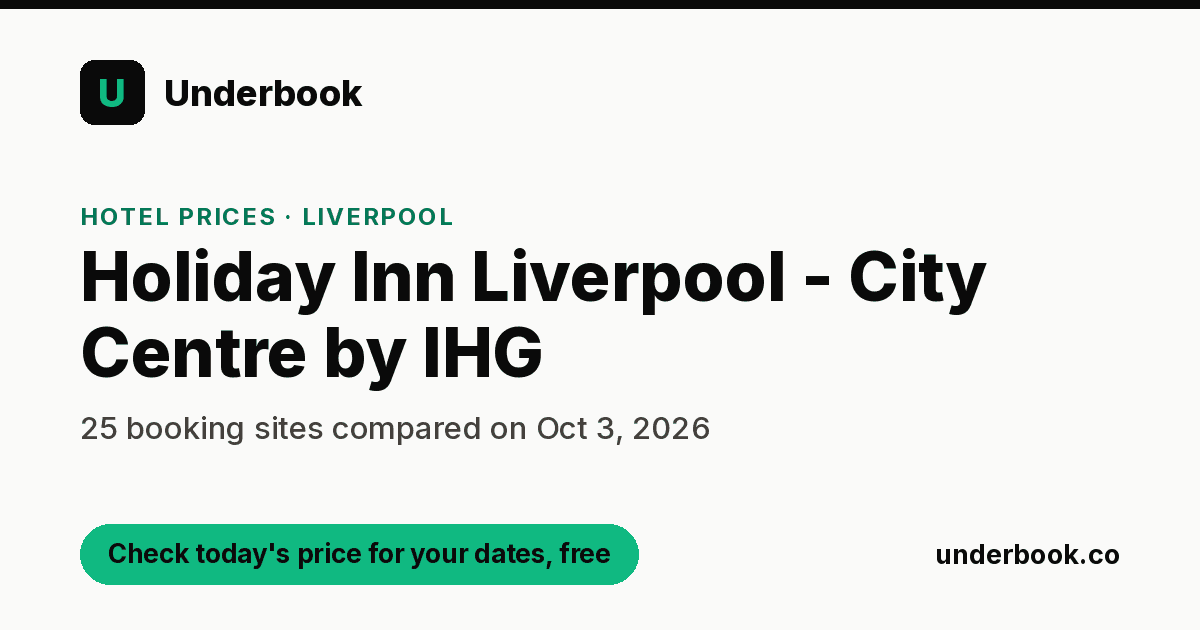 U Underbook
HOTEL PRICES · LIVERPOOL
Holiday Inn Liverpool - City
Centre by IHG
25 booking sites compared on Oct 3, 2026
Check today's price for your dates, free
underbook.co